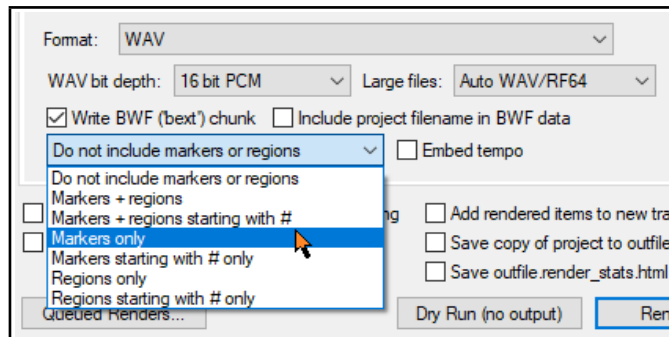 Format: WAV
WAV bit depth: 16 bit PCM Large files: Auto WAV/RF64
Write BWF ('bext') chunk Include project filename in BWF data
Do not include markers or regions Embed tempo
Do not include markers or regions
Markers + regions
Markers + regions starting with # Add rendered items to new tra
Markers only Save copy of project to outfile
Markers starting with # only
Regions only Save outfile.render_stats.html
Regions starting with # only
Queued Renders... Dry Run (no output) Ren